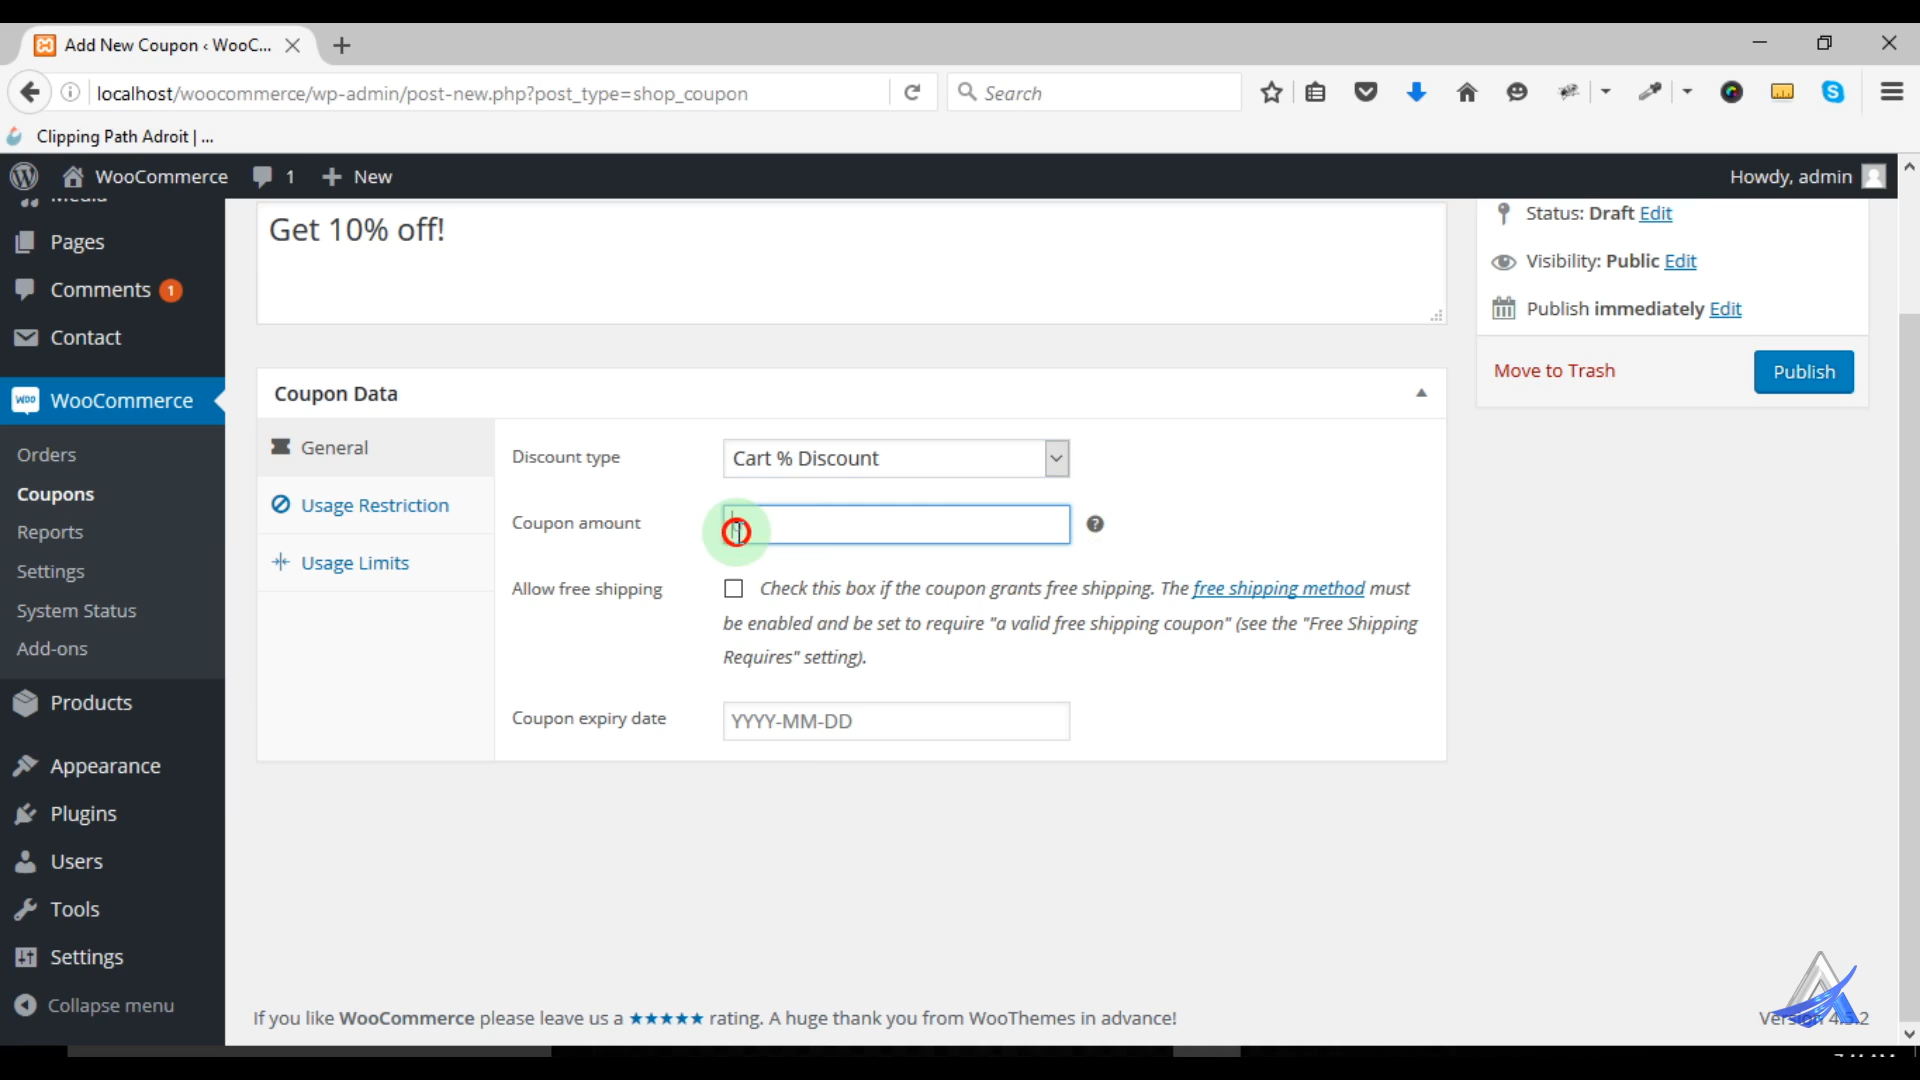 Add New Coupon ‹ WooC...
localhost/woocommerce/wp-admin/post-new.php?post_type=shop_coupon
Search
Clipping Path Adroit | ...
WooCommerce
1
New
Howdy, admin
Media
Pages
Comments 1
Contact
WooCommerce
Orders
Coupons
Reports
Settings
System Status
Add-ons
Products
Appearance
Plugins
Users
Tools
Settings
Collapse menu
Get 10% off!
Coupon Data
General
Usage Restriction
Usage Limits
Discount type
Cart % Discount
Coupon amount
Allow free shipping
Check this box if the coupon grants free shipping. The free shipping method must
be enabled and be set to require "a valid free shipping coupon" (see the "Free Shipping
Requires" setting).
Coupon expiry date
YYYY-MM-DD
Status: Draft Edit
Visibility: Public Edit
Publish immediately Edit
Move to Trash
Publish
If you like WooCommerce please leave us a ★★★★★ rating. A huge thank you from WooThemes in advance!
Version 4.5.2